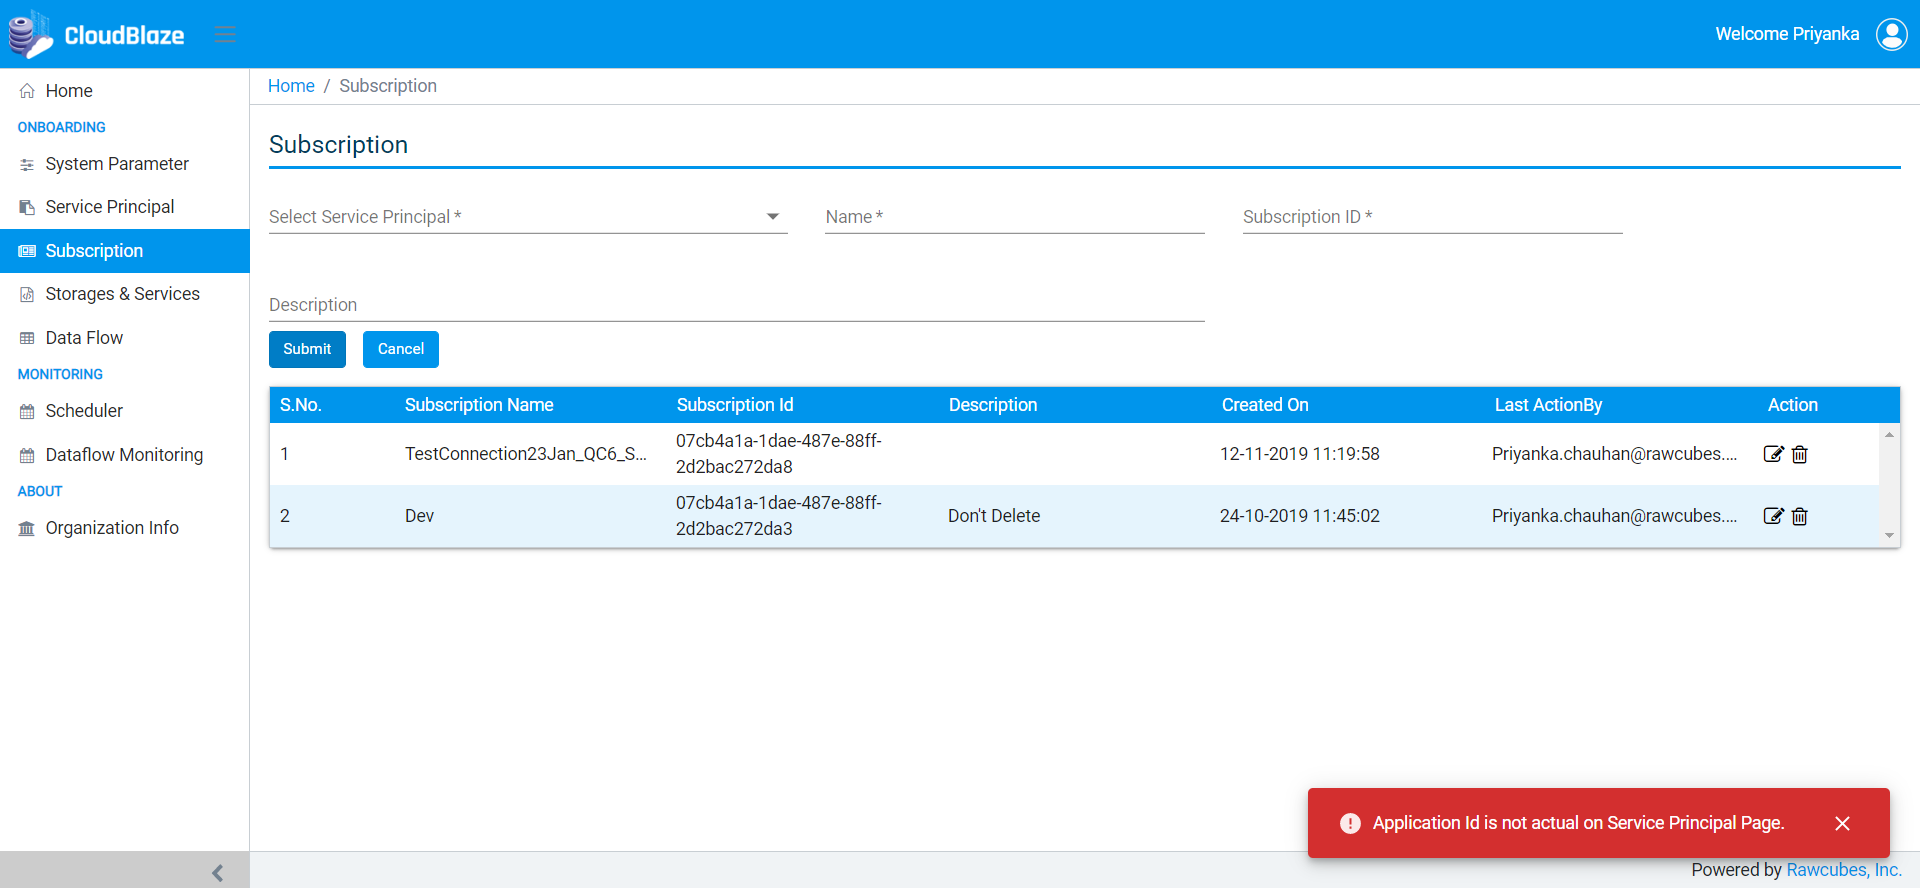 CloudBlaze
Welcome Priyanka
Home
ONBOARDING
System Parameter
Service Principal
Subscription
Storages & Services
Data Flow
MONITORING
Scheduler
Dataflow Monitoring
ABOUT
Organization Info
Home / Subscription
Subscription
Select Service Principal * Name * Subscription ID *
Description
Submit Cancel
S.No. Subscription Name Subscription Id Description Created On Last ActionBy Action
1 TestConnection23Jan_QC6_S... 07cb4a1a-1dae-487e-88ff- 12-11-2019 11:19:58 Priyanka.chauhan@rawcubes....
2d2bac272da8
2 Dev 07cb4a1a-1dae-487e-88ff- Don't Delete 24-10-2019 11:45:02 Priyanka.chauhan@rawcubes....
2d2bac272da3
Application Id is not actual on Service Principal Page.
Powered by Rawcubes, Inc.